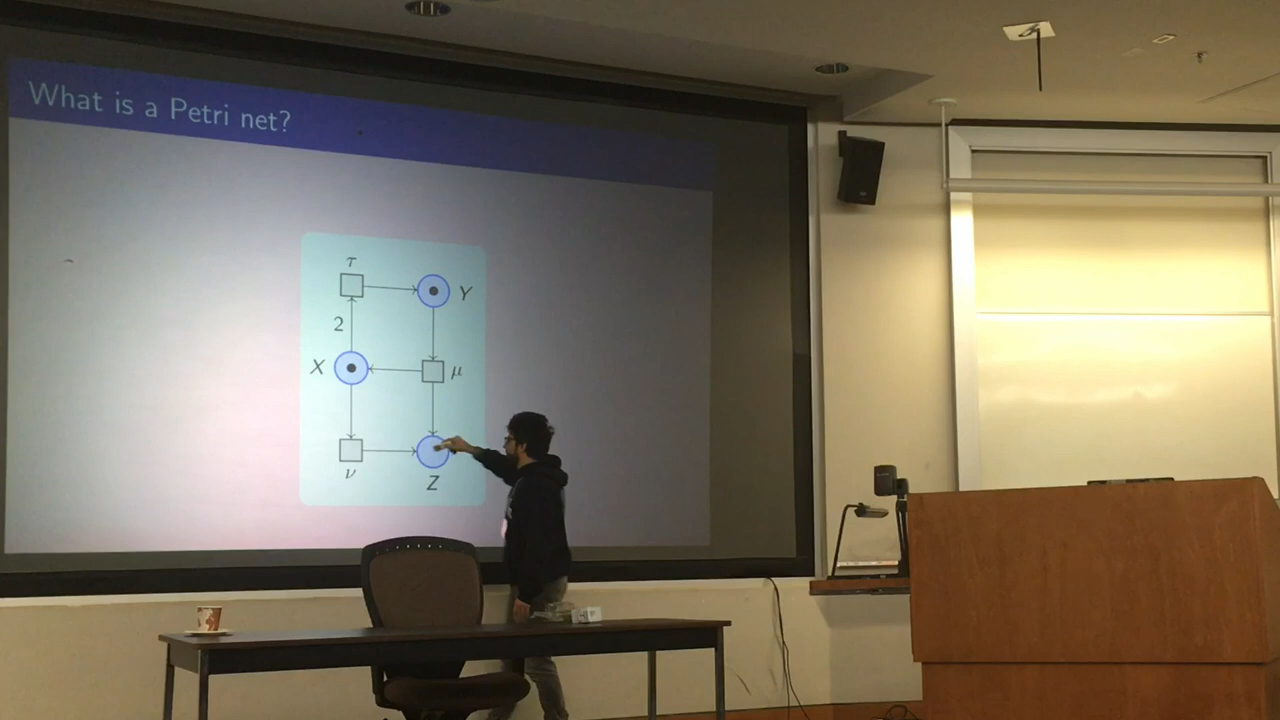 What is a Petri net?
τ
Y
2
X
μ
ν
Z